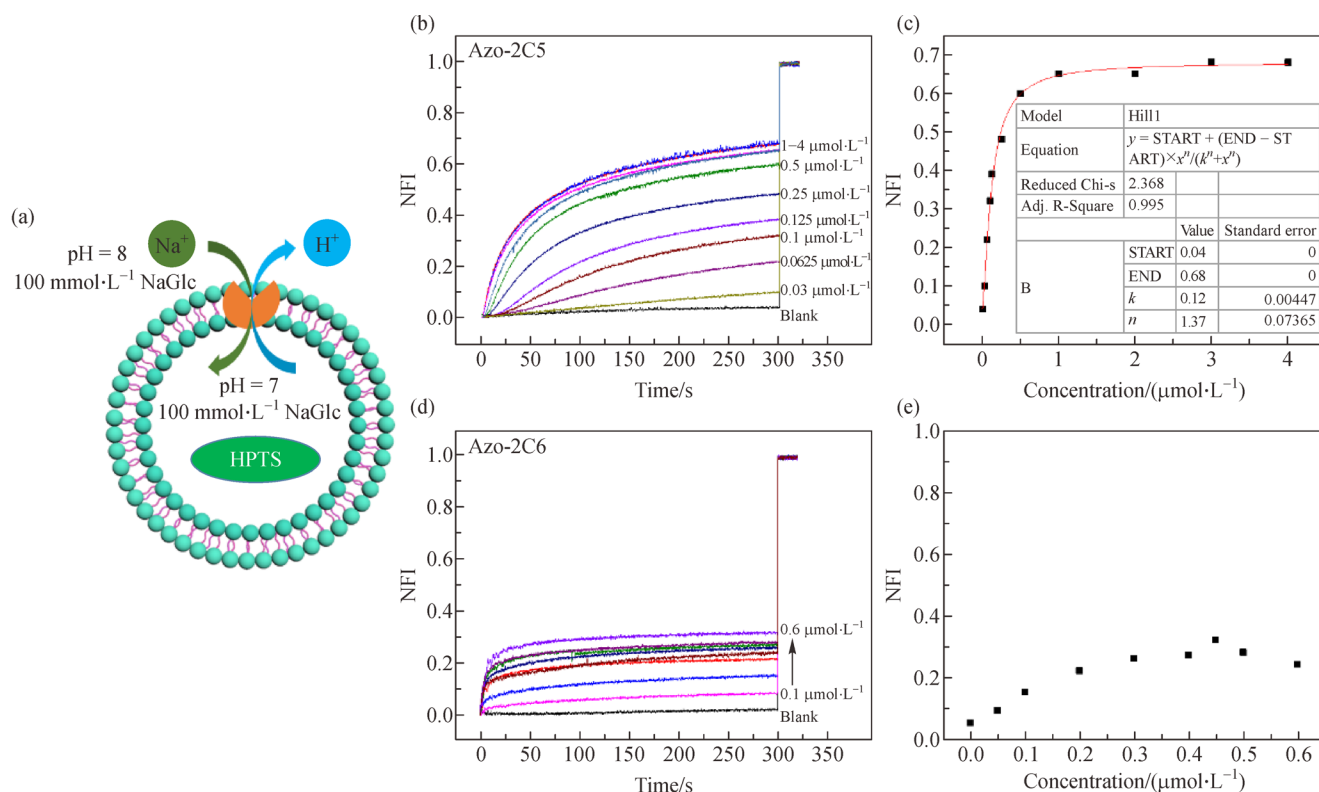 (a)
Na⁺
H⁺
pH = 8
100 mmol·L⁻¹ NaGlc
pH = 7
100 mmol·L⁻¹ NaGlc
HPTS
(b)
Azo-2C5
NFI
1.0
0.8
0.6
0.4
0.2
0.0
1–4 μmol·L⁻¹
0.5 μmol·L⁻¹
0.25 μmol·L⁻¹
0.125 μmol·L⁻¹
0.1 μmol·L⁻¹
0.0625 μmol·L⁻¹
0.03 μmol·L⁻¹
Blank
0 50 100 150 200 250 300 350
Time/s
(c)
NFI
0.7
0.6
0.5
0.4
0.3
0.2
0.1
0.0
Model Hill1
Equation y = START + (END − ST
ART)×xⁿ/(kⁿ+xⁿ)
Reduced Chi-s 2.368
Adj. R-Square 0.995
Value Standard error
B
START 0.04 0
END 0.68 0
k 0.12 0.00447
n 1.37 0.07365
0 1 2 3 4
Concentration/(μmol·L⁻¹)
(d)
Azo-2C6
NFI
1.0
0.8
0.6
0.4
0.2
0.0
0.6 μmol·L⁻¹
0.1 μmol·L⁻¹
Blank
0 50 100 150 200 250 300 350
Time/s
(e)
NFI
1.0
0.8
0.6
0.4
0.2
0.0
0.0 0.1 0.2 0.3 0.4 0.5 0.6
Concentration/(μmol·L⁻¹)